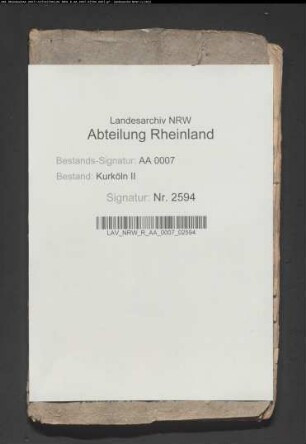 Landesarchiv NRW
Abteilung Rheinland
Bestands-Signatur: AA 0007
Bestand: Kurköln II
Signatur: Nr. 2594
LAV_NRW_R_AA_0007_02594